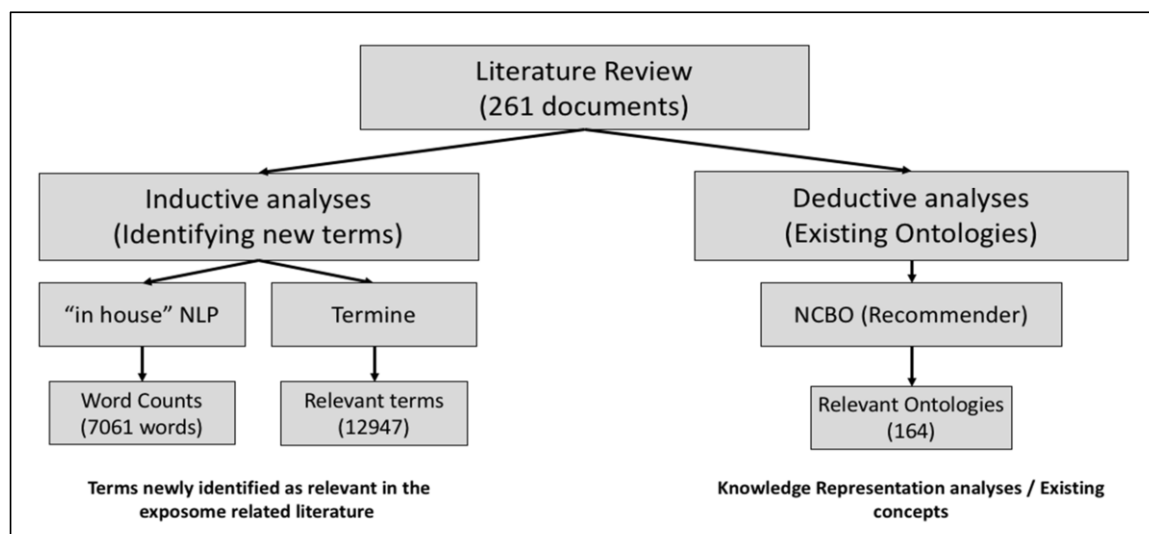 Literature Review
(261 documents)
Inductive analyses
(Identifying new terms)
Deductive analyses
(Existing Ontologies)
“in house” NLP
Termine
NCBO (Recommender)
Word Counts
(7061 words)
Relevant terms
(12947)
Relevant Ontologies
(164)
Terms newly identified as relevant in the
exposome related literature
Knowledge Representation analyses / Existing
concepts